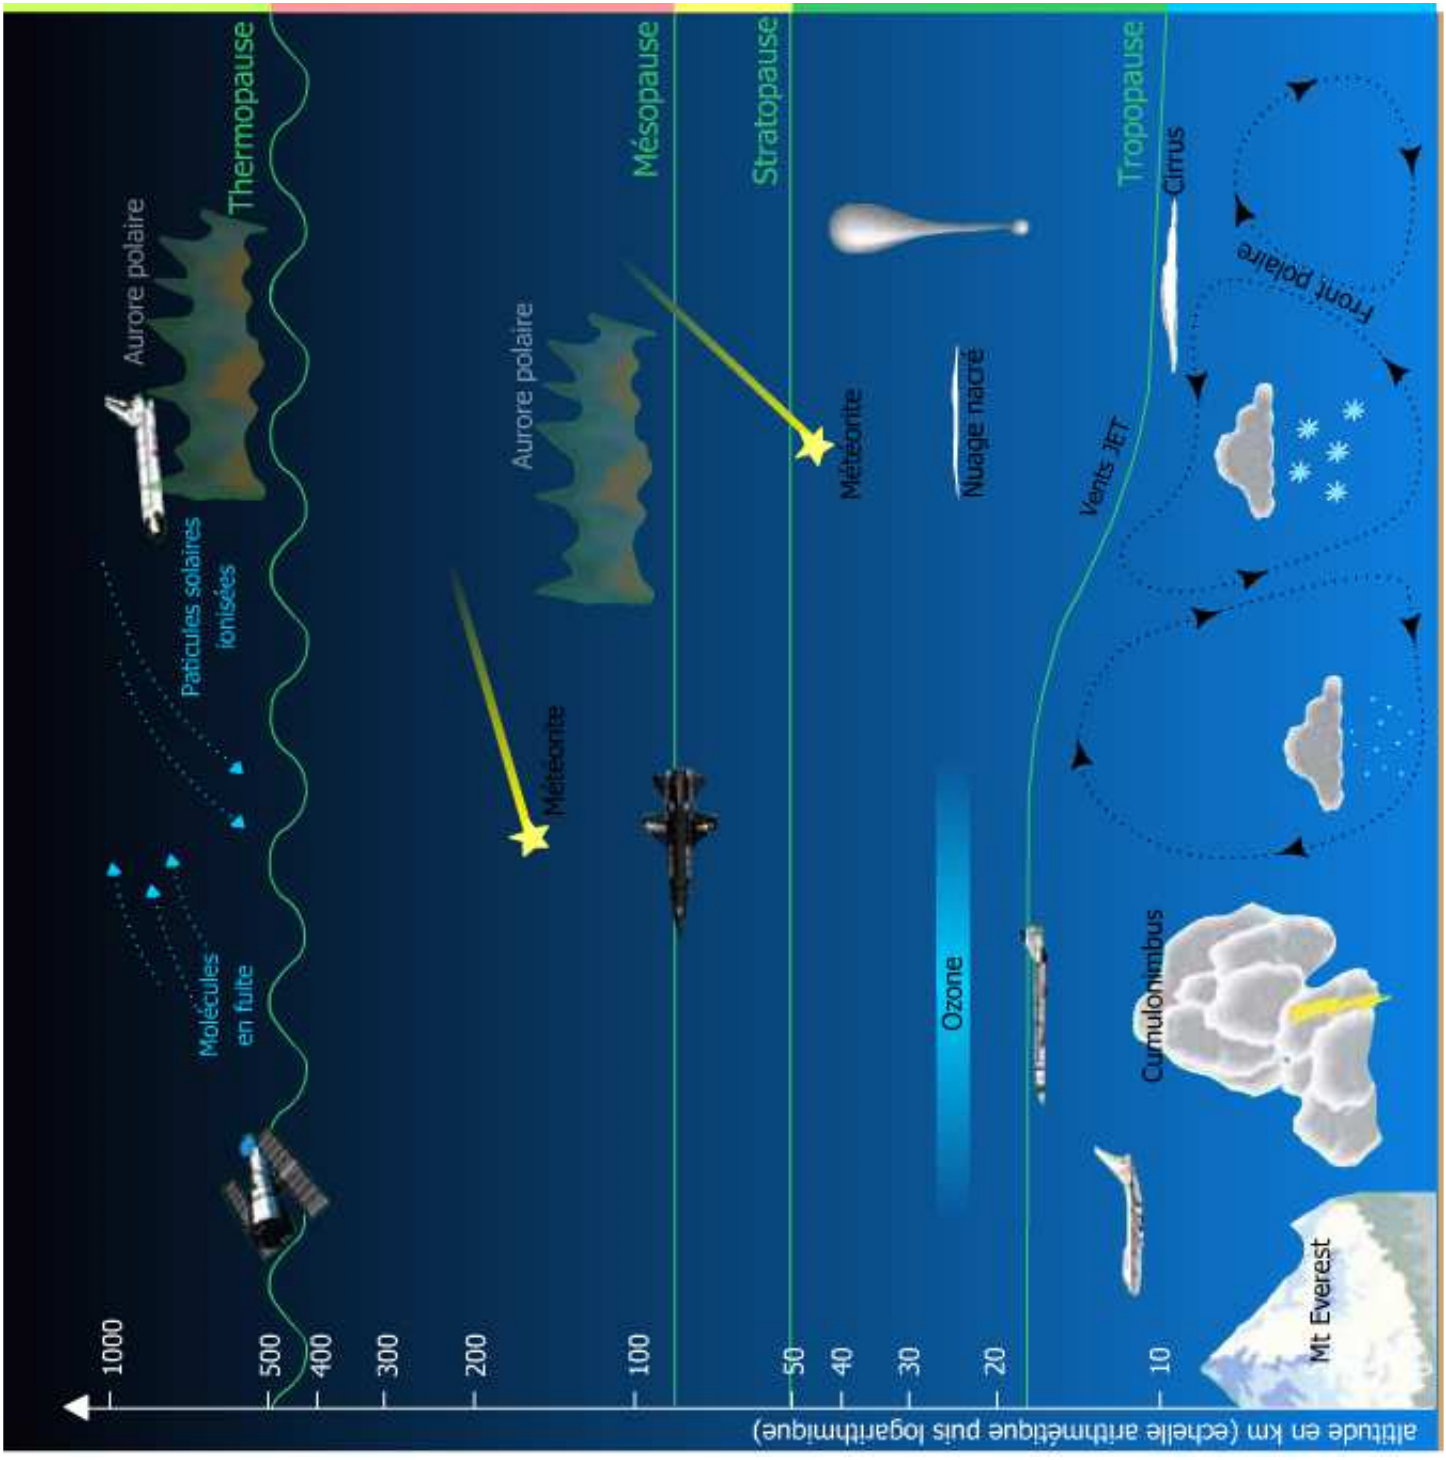 Thermopause
Mésopause
Stratopause
Tropopause
Aurore polaire
Aurore polaire
Cirrus
Front polaire
Météorite
Nuage nacré
Vents JET
Paticules solaires
ionisées
Météorite
Molécules
en fuite
Ozone
Cumulonimbus
Mt Everest
1000
500
400
300
200
100
50
40
30
20
10
altitude en km (echelle arithmétique puis logarithmique)